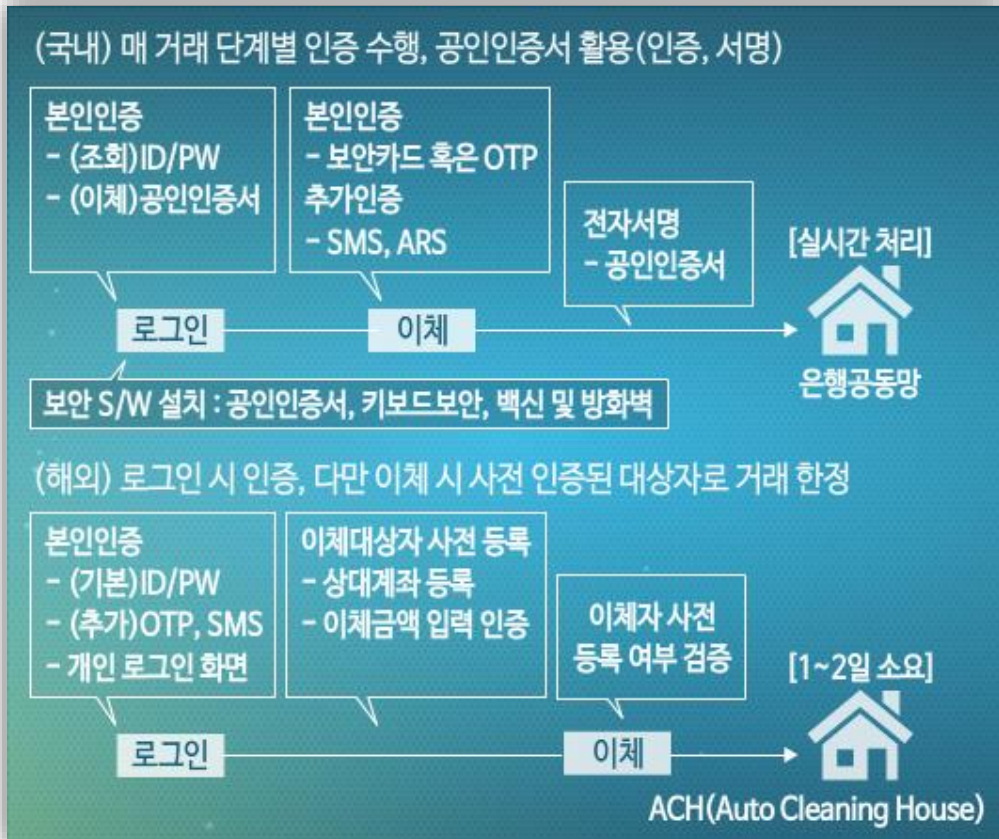 (국내) 매 거래 단계별 인증 수행, 공인인증서 활용(인증, 서명)
본인인증
- (조회)ID/PW
- (이체)공인인증서
본인인증
- 보안카드 혹은 OTP
추가인증
- SMS, ARS
전자서명
- 공인인증서
[실시간 처리]
로그인
이체
은행공동망
보안 S/W 설치 : 공인인증서, 키보드보안, 백신 및 방화벽
(해외) 로그인 시 인증, 다만 이체 시 사전 인증된 대상자로 거래 한정
본인인증
- (기본)ID/PW
- (추가)OTP, SMS
- 개인 로그인 화면
이체대상자 사전 등록
- 상대계좌 등록
- 이체금액 입력 인증
이체자 사전
등록 여부 검증
[1~2일 소요]
로그인
이체
ACH(Auto Cleaning House)